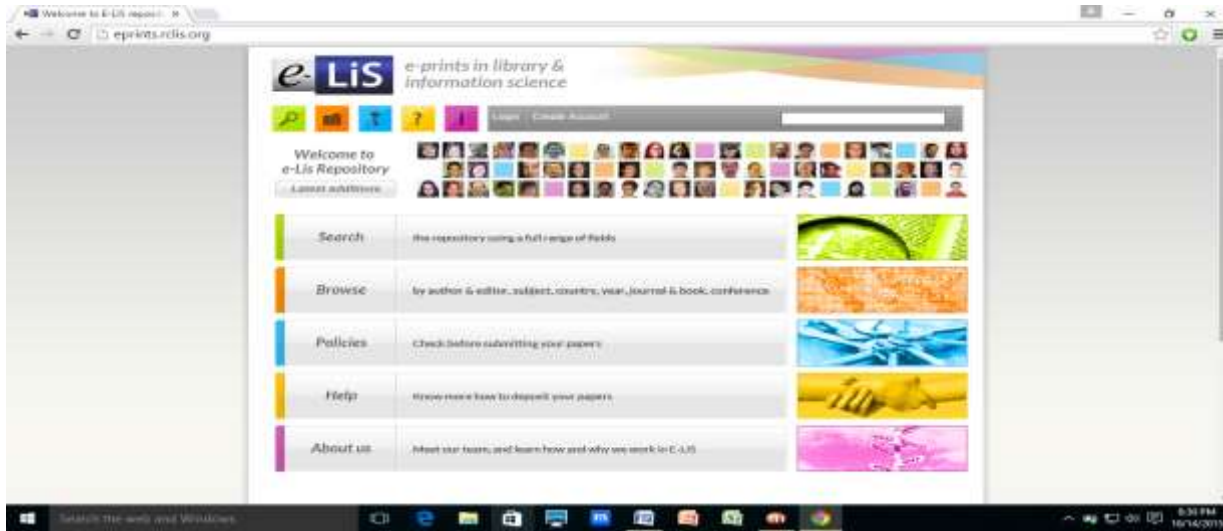 Welcome to E-LIS reposit
eprints.rclis.org
e-LiS
e-prints in library &
information science
? i
Login Create Account
Welcome to
e-Lis Repository
Latest additions
Search
the repository using a full range of fields
Browse
by author & editor, subject, country, year, journal & book, conference
Policies
Check before submitting your papers
Help
Know more how to deposit your papers
About us
Meet our team, and learn how and why we work in E-LIS
Search the web and Windows